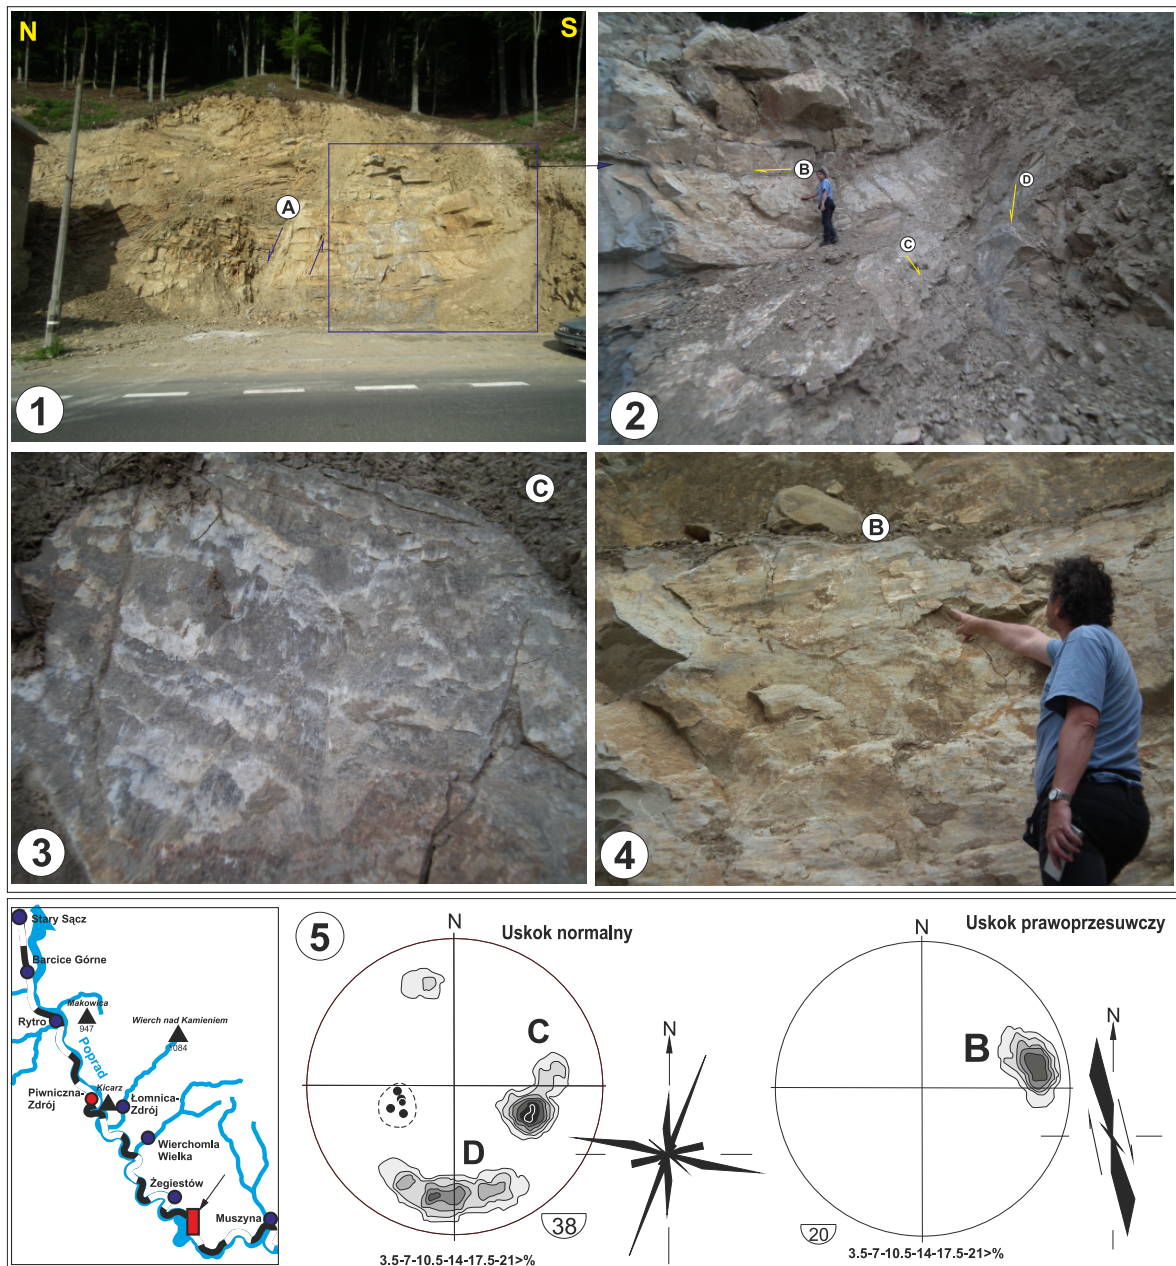 N
S
A
1
B
C
D
2
C
3
B
4
Stary Sącz
Barcice Górne
Makowica
947
Rytro
Wierch nad Kamieniem
1084
Poprad
Kicarz
Piwniczna-
Zdrój
Łomnica-
Zdrój
Wierchomla
Wielka
Żegiestów
Muszyna
5
N
Uskok normalny
C
D
N
38
3.5-7-10.5-14-17.5-21>%
N
Uskok prawoprzesuwczy
B
N
20
3.5-7-10.5-14-17.5-21>%